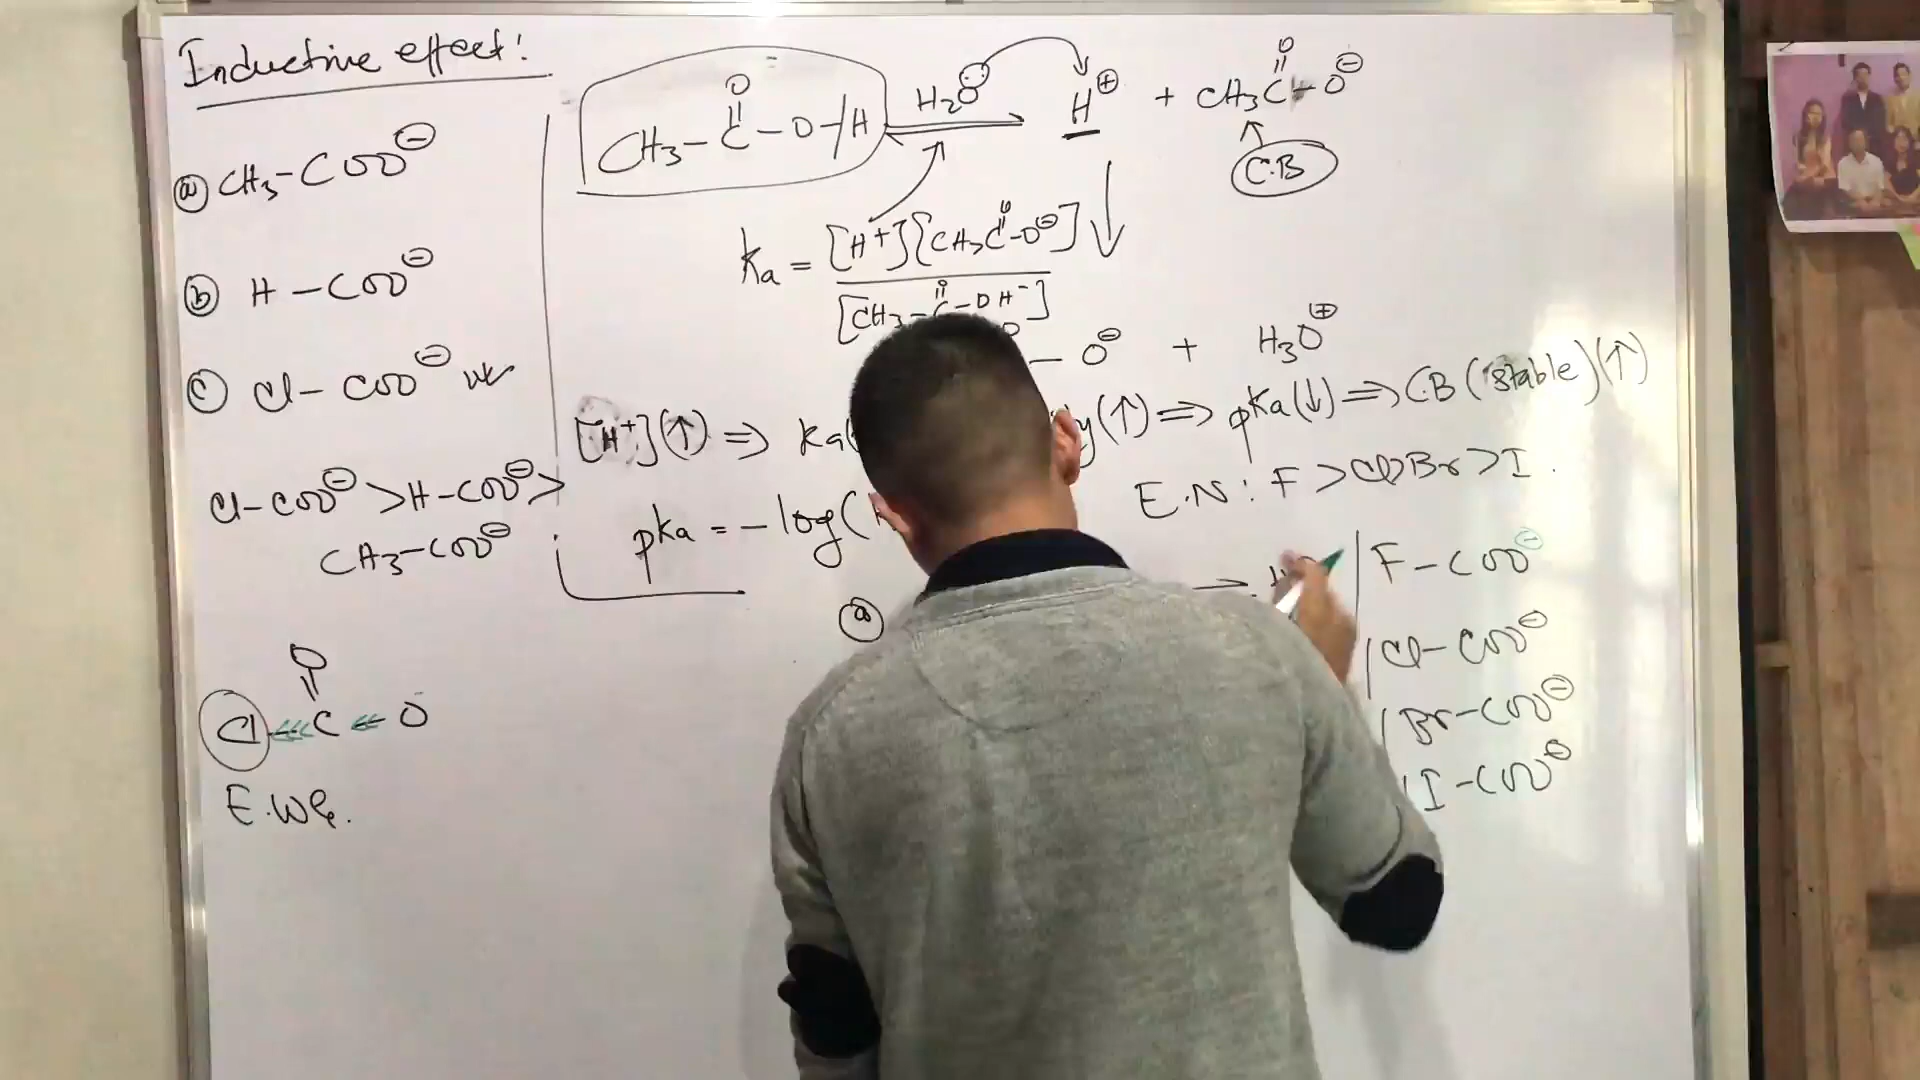 Inductive effect!
ⓐ CH₃-COO⊖
ⓑ H-COO⊖
ⓒ Cl-COO⊖
Cl-COO⊖ > H-COO⊖ >
CH₃-COO⊖
O
Cl C O
E.WG.
O
||
CH₃-C-O-/H
H₂O
H⊕ + CH₃C-O⊖
O
||
C.B
Ka = [H⁺][CH₃C-O⊖]
O
||
[CH₃-C-OH]
- O⊖ + H₃O⊕
[H⁺](↑) ⇒ Ka( y(↑) ⇒ pKa(↓) ⇒ C.B (stable)(↑)
E.N: F>Cl>Br>I.
pKa = -log(
ⓐ
F-COO⊖
Cl-COO⊖
Br-COO⊖
I-COO⊖